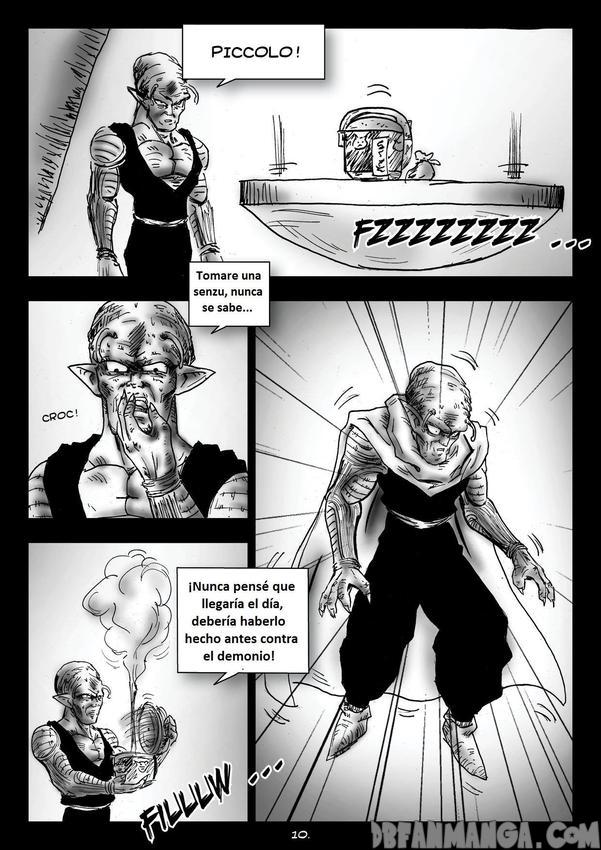 PICCOLO!
FZZZZZZZZ ...
Tomare una
senzu, nunca
se sabe...
CROC!
¡Nunca pensé que
llegaría el día,
debería haberlo
hecho antes contra
el demonio!
FILLLLW ...
10.
DBFANMANGA.COM